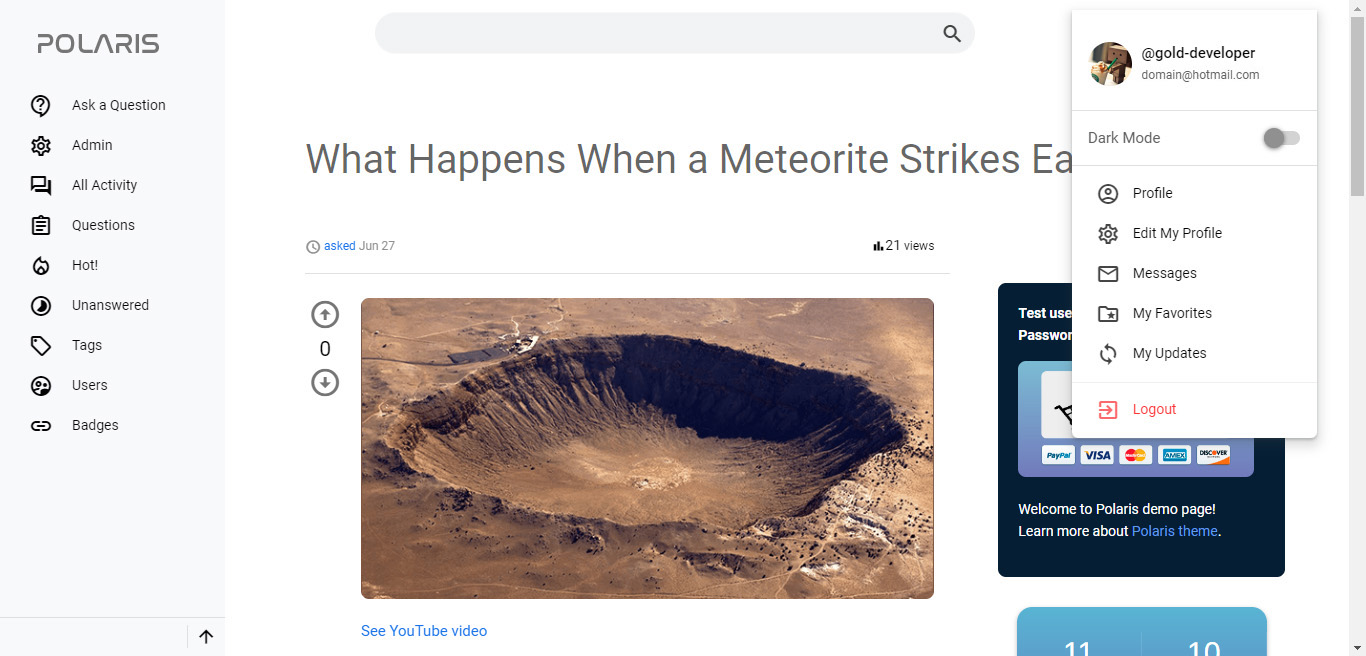 POLARIS
Ask a Question
Admin
All Activity
Questions
Hot!
Unanswered
Tags
Users
Badges
What Happens When a Meteorite Strikes Ea
asked Jun 27
21 views
0
See YouTube video
@gold-developer
domain@hotmail.com
Dark Mode
Profile
Edit My Profile
Messages
My Favorites
My Updates
Logout
Test use
Passwor
PayPal VISA MasterCard AMEX DISCOVER
Welcome to Polaris demo page!
Learn more about Polaris theme.
11 10